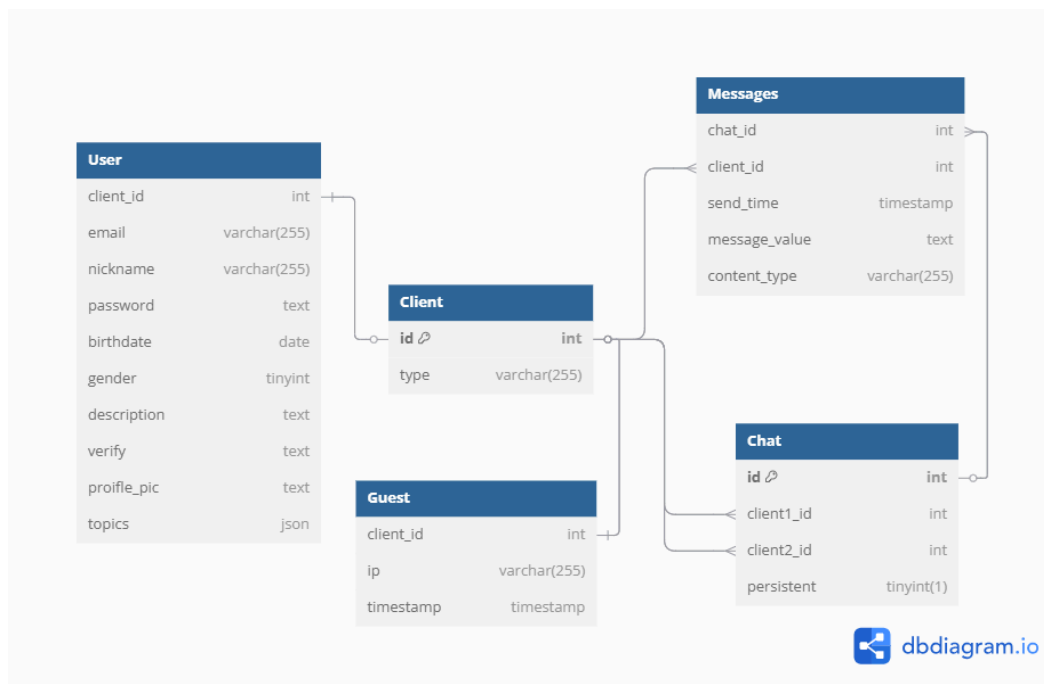 User
client_id int
email varchar(255)
nickname varchar(255)
password text
birthdate date
gender tinyint
description text
verify text
proifle_pic text
topics json
Client
id int
type varchar(255)
Guest
client_id int
ip varchar(255)
timestamp timestamp
Messages
chat_id int
client_id int
send_time timestamp
message_value text
content_type varchar(255)
Chat
id int
client1_id int
client2_id int
persistent tinyint(1)
dbdiagram.io